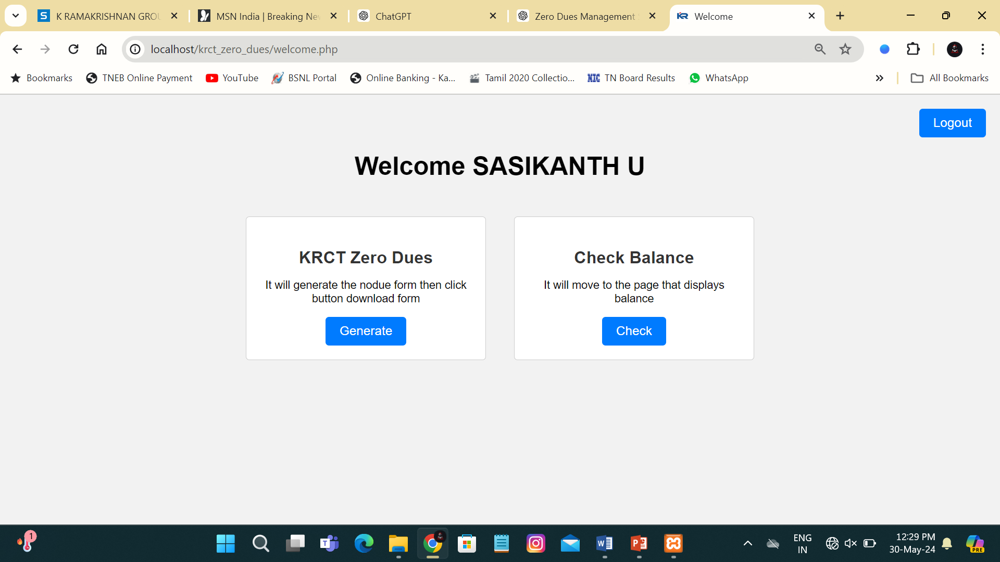 K RAMAKRISHNAN GROU
MSN India | Breaking Ne
ChatGPT
Zero Dues Management
Welcome
localhost/krct_zero_dues/welcome.php
Bookmarks
TNEB Online Payment
YouTube
BSNL Portal
Online Banking - Ka...
Tamil 2020 Collectio...
NIC
TN Board Results
WhatsApp
All Bookmarks
Logout
Welcome SASIKANTH U
KRCT Zero Dues
It will generate the nodue form then click
button download form
Generate
Check Balance
It will move to the page that displays
balance
Check
1
ENG
IN
12:29 PM
30-May-24
PRE